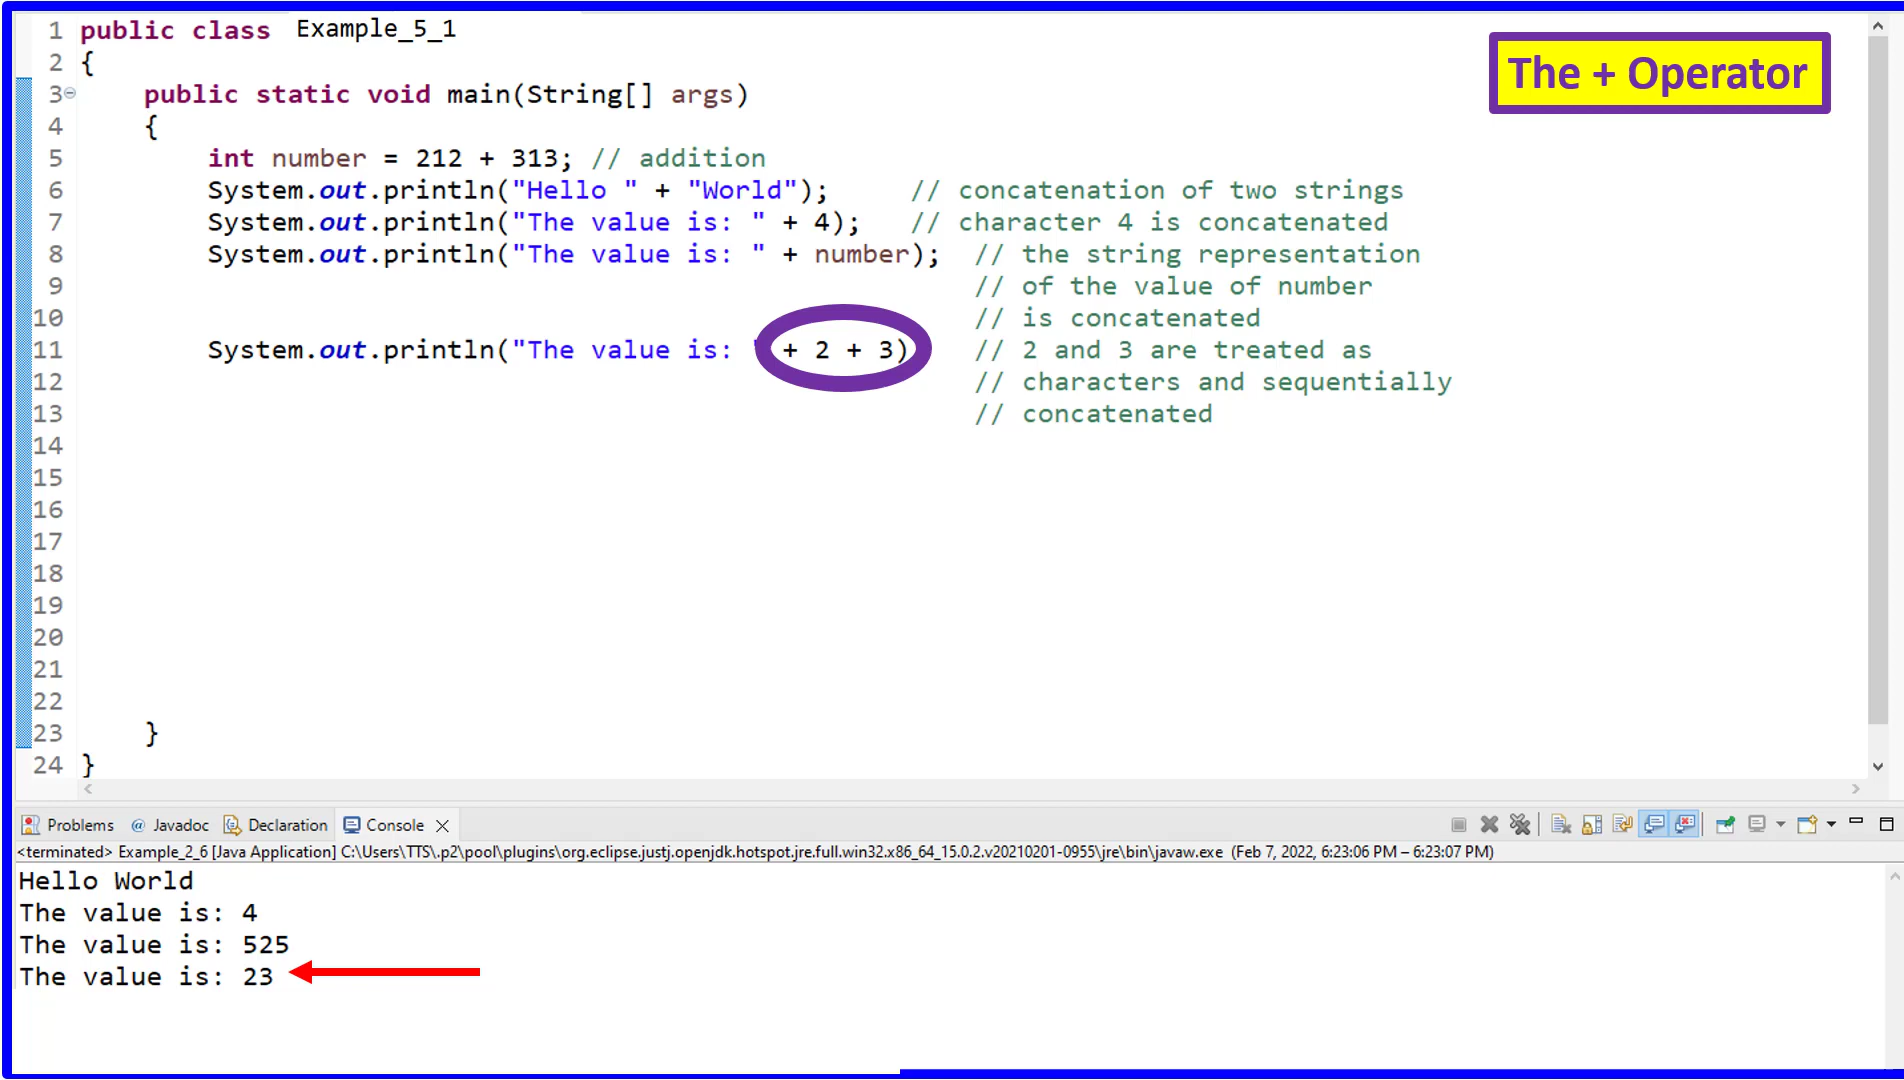 1 public class Example_5_1
The + Operator
2 {
3 public static void main(String[] args)
4 {
5 int number = 212 + 313; // addition
6 System.out.println("Hello " + "World"); // concatenation of two strings
7 System.out.println("The value is: " + 4); // character 4 is concatenated
8 System.out.println("The value is: " + number); // the string representation
9 // of the value of number
10 // is concatenated
11 System.out.println("The value is: " + 2 + 3) // 2 and 3 are treated as
12 // characters and sequentially
13 // concatenated
14
15
16
17
18
19
20
21
22
23 }
24 }
Problems @ Javadoc Declaration Console
<terminated> Example_2_6 [Java Application] C:\Users\TTS\.p2\pool\plugins\org.eclipse.justj.openjdk.hotspot.jre.full.win32.x86_64_15.0.2.v20210201-0955\jre\bin\javaw.exe (Feb 7, 2022, 6:23:06 PM – 6:23:07 PM)
Hello World
The value is: 4
The value is: 525
The value is: 23